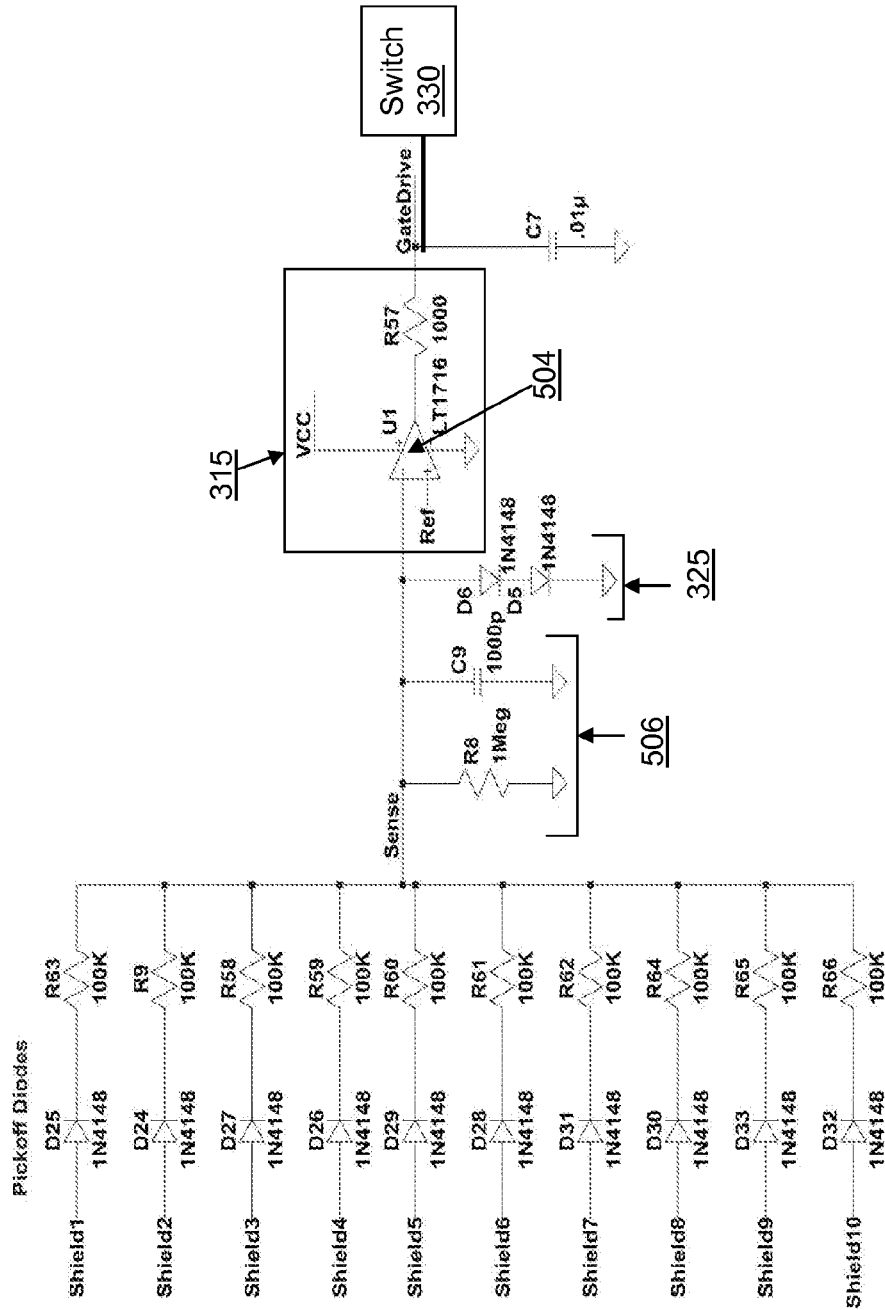 Pickoff Diodes
Shield1
D25
1N4148
R63
100K
Shield2
D24
1N4148
R9
100K
Shield3
D27
1N4148
R58
100K
Shield4
D26
1N4148
R59
100K
Shield5
D29
1N4148
R60
100K
Shield6
D28
1N4148
R61
100K
Shield7
D31
1N4148
R62
100K
Shield8
D30
1N4148
R64
100K
Shield9
D33
1N4148
R65
100K
Shield10
D32
1N4148
R66
100K
Sense
R8
1Meg
C9
1000p
506
D6
1N4148
D5
1N4148
325
315
VCC
U1
Ref
LT1716
504
R57
1000
GateDrive
C7
.01µ
Switch
330